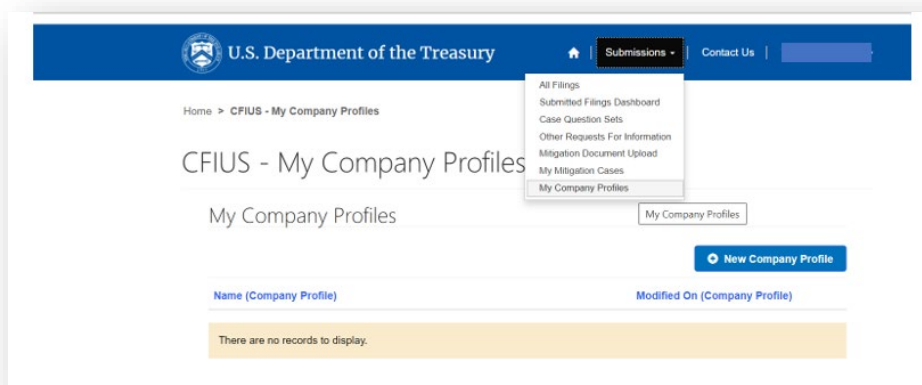 U.S. Department of the Treasury
Submissions
Contact Us
All Filings
Submitted Filings Dashboard
Case Question Sets
Other Requests For Information
Mitigation Document Upload
My Mitigation Cases
My Company Profiles
Home > CFIUS - My Company Profiles
CFIUS - My Company Profiles
My Company Profiles
My Company Profiles
New Company Profile
Name (Company Profile) Modified On (Company Profile)
There are no records to display.